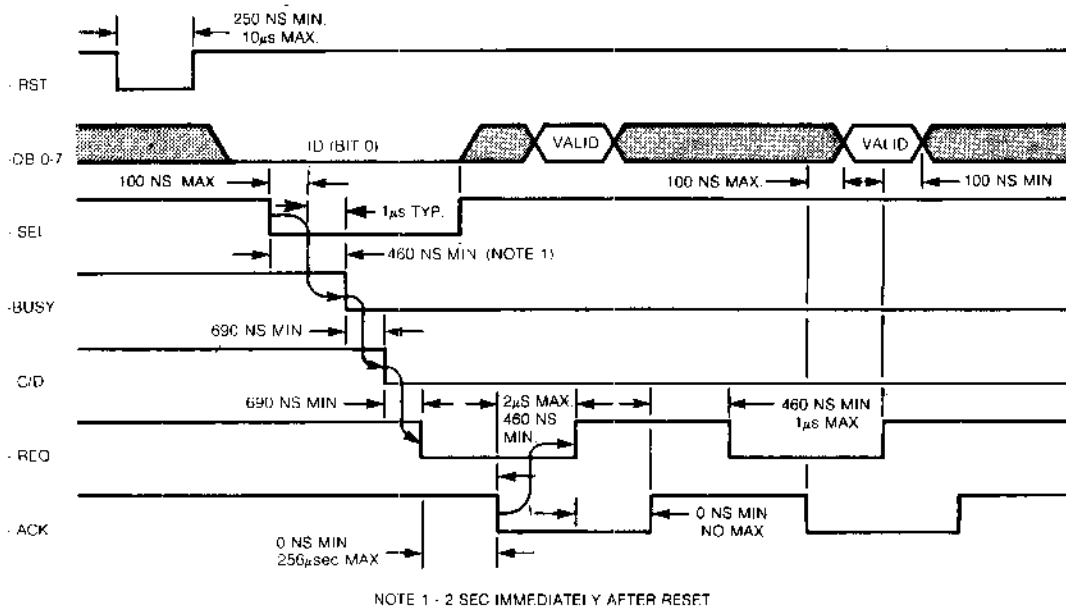 250 NS MIN.
10µs MAX.
- RST
-DB 0-7
ID (BIT 0)
VALID
VALID
100 NS MAX
100 NS MAX.
100 NS MIN
1µs TYP.
- SEL
460 NS MIN (NOTE 1)
-BUSY
690 NS MIN
C/D
690 NS MIN
2µS MAX.
460 NS
MIN
460 NS MIN
1µs MAX
- REQ
- ACK
0 NS MIN
NO MAX
0 NS MIN
256µsec MAX
NOTE 1 - 2 SEC IMMEDIATELY AFTER RESET